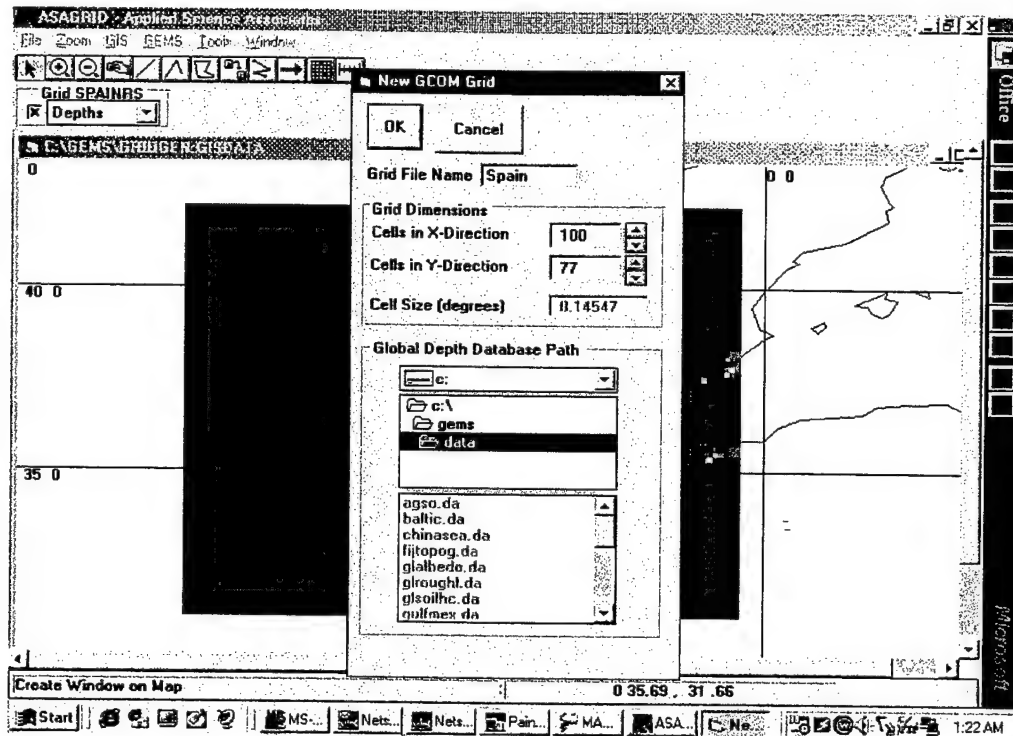 ASAGRID - Applied Science Associates
File Zoom GIS GEMS Tools Window
Grid SPAINRS
Depths
C:\GEMS\GRIDGEN\GISDATA
0
0 0
40 0
35 0
New GCOM Grid
OK Cancel
Grid File Name Spain
Grid Dimensions
Cells in X-Direction 100
Cells in Y-Direction 77
Cell Size (degrees) 0.14547
Global Depth Database Path
c:
c:\
gems
data
agso.da
baltic.da
chinasea.da
fijtopog.da
glalbedo.da
glrought.da
glsoilhc.da
gulfmex.da
Create Window on Map
0 35.69 , 31 .66
Start MS-... Nets... Nets... Pain... MA... ASA... Ne... 1:22 AM
Office
Microsoft